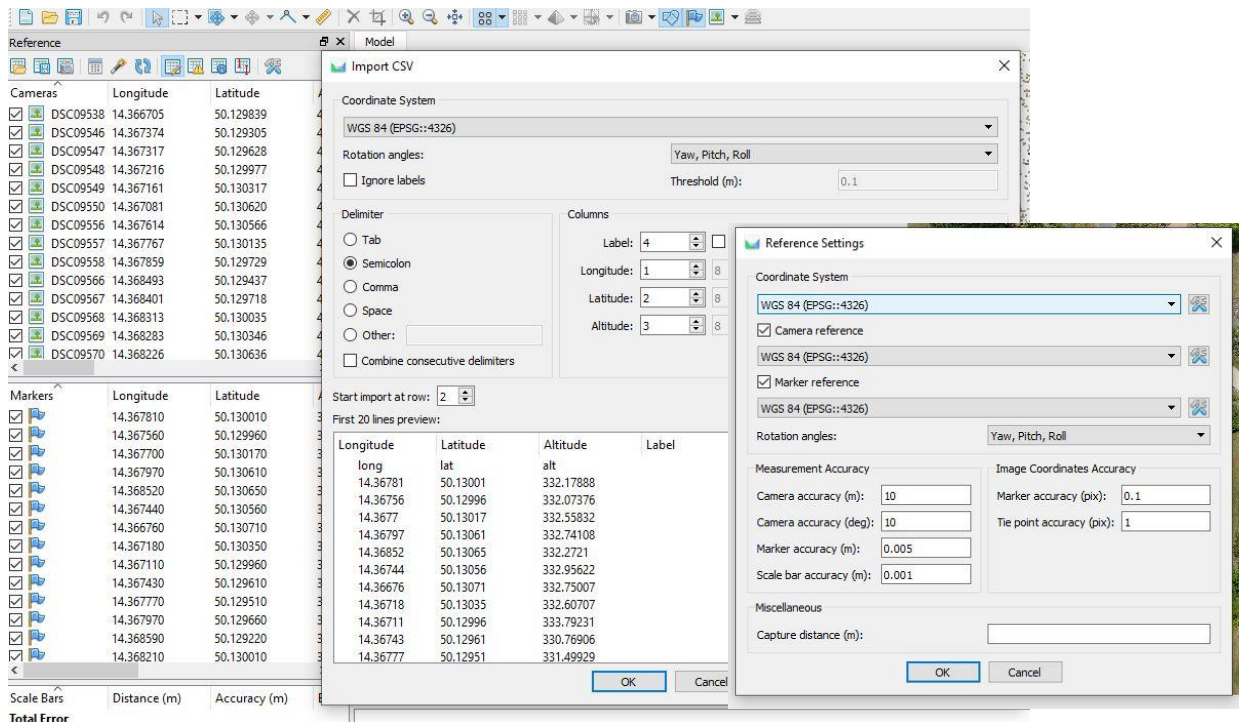 Reference
Model
Cameras Longitude Latitude
DSC09538 14.366705 50.129839
DSC09546 14.367374 50.129305
DSC09547 14.367317 50.129628
DSC09548 14.367216 50.129977
DSC09549 14.367161 50.130317
DSC09550 14.367081 50.130620
DSC09556 14.367614 50.130566
DSC09557 14.367767 50.130135
DSC09558 14.367859 50.129729
DSC09566 14.368493 50.129437
DSC09567 14.368401 50.129718
DSC09568 14.368313 50.130035
DSC09569 14.368283 50.130346
DSC09570 14.368226 50.130636
Markers Longitude Latitude
14.367810 50.130010
14.367560 50.129960
14.367700 50.130170
14.367970 50.130610
14.368520 50.130650
14.367440 50.130560
14.366760 50.130710
14.367180 50.130350
14.367110 50.129960
14.367430 50.129610
14.367770 50.129510
14.367970 50.129660
14.368590 50.129220
14.368210 50.130010
Scale Bars Distance (m) Accuracy (m)
Total Error
Import CSV
Coordinate System
WGS 84 (EPSG::4326)
Rotation angles: Yaw, Pitch, Roll
Ignore labels Threshold (m): 0.1
Delimiter
Tab
Semicolon
Comma
Space
Other:
Combine consecutive delimiters
Columns
Label: 4
Longitude: 1 8
Latitude: 2 8
Altitude: 3 8
Start import at row: 2
First 20 lines preview:
Longitude Latitude Altitude Label
long lat alt
14.36781 50.13001 332.17888
14.36756 50.12996 332.07376
14.3677 50.13017 332.55832
14.36797 50.13061 332.74108
14.36852 50.13065 332.2721
14.36744 50.13056 332.95622
14.36676 50.13071 332.75007
14.36718 50.13035 332.60707
14.36711 50.12996 333.79231
14.36743 50.12961 330.76906
14.36777 50.12951 331.49929
OK Cancel
Reference Settings
Coordinate System
WGS 84 (EPSG::4326)
Camera reference
WGS 84 (EPSG::4326)
Marker reference
WGS 84 (EPSG::4326)
Rotation angles: Yaw, Pitch, Roll
Measurement Accuracy
Camera accuracy (m): 10
Camera accuracy (deg): 10
Marker accuracy (m): 0.005
Scale bar accuracy (m): 0.001
Image Coordinates Accuracy
Marker accuracy (pix): 0.1
Tie point accuracy (pix): 1
Miscellaneous
Capture distance (m):
OK Cancel